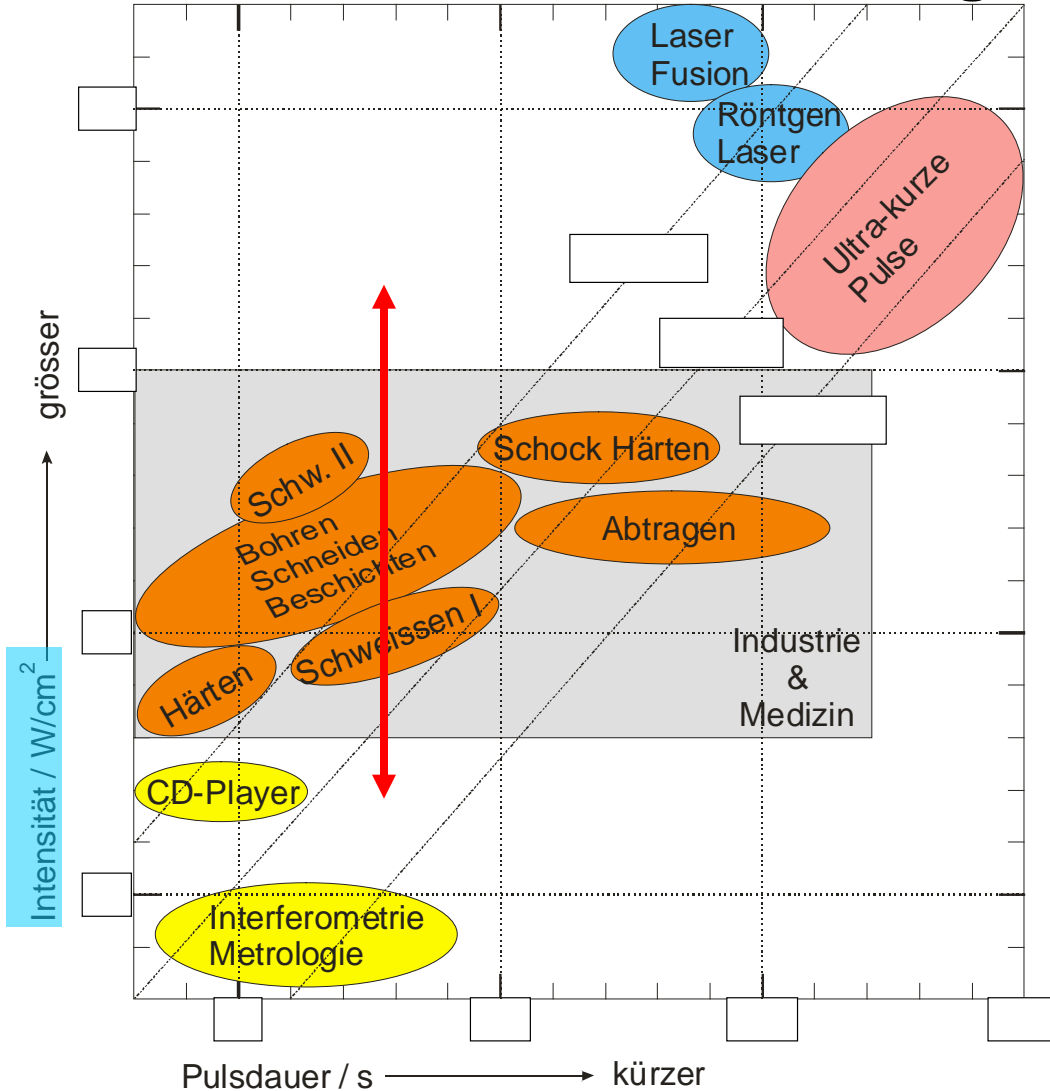 Laser
Fusion
Röntgen
Laser
Ultra-kurze
Pulse
grösser
Schock Härten
Schw. II
Abtragen
Bohren
Schneiden
Beschichten
Schweissen I
Industrie
&
Medizin
Härten
Intensität / W/cm²
CD-Player
Interferometrie
Metrologie
Pulsdauer / s
kürzer